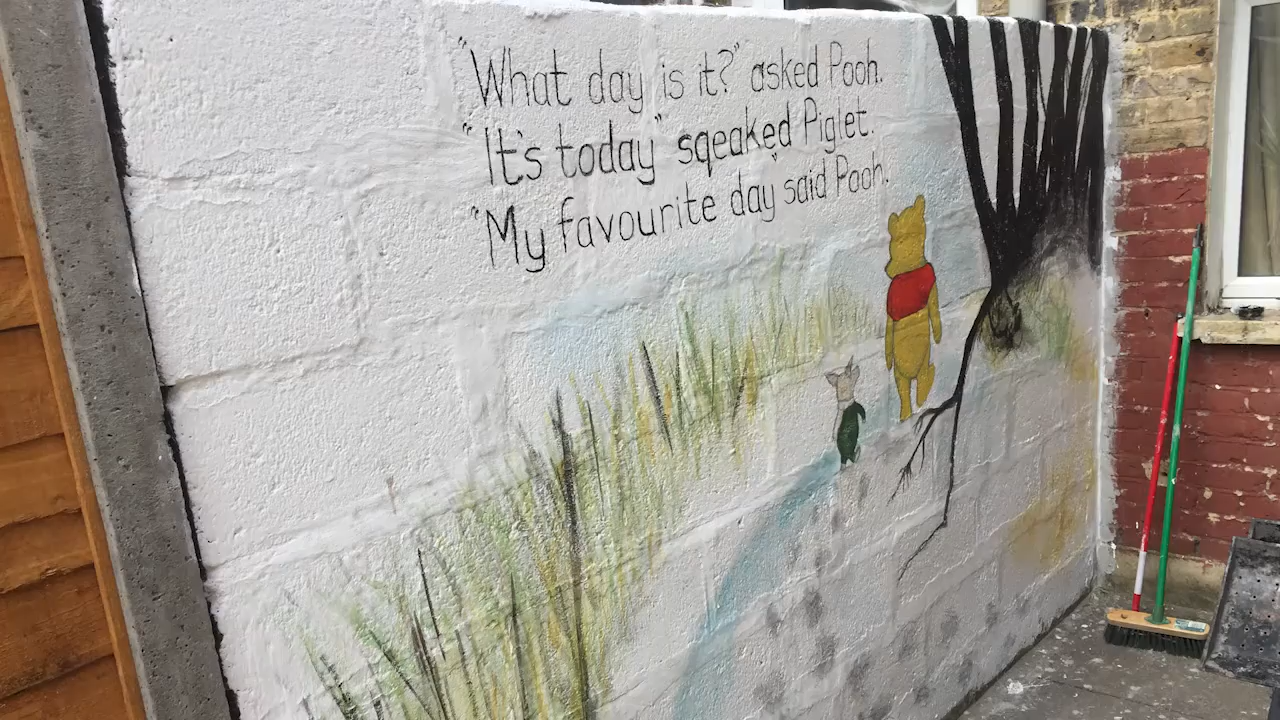 "What day is it?" asked Pooh.
"It's today" sqeaked Piglet.
"My favourite day" said Pooh.